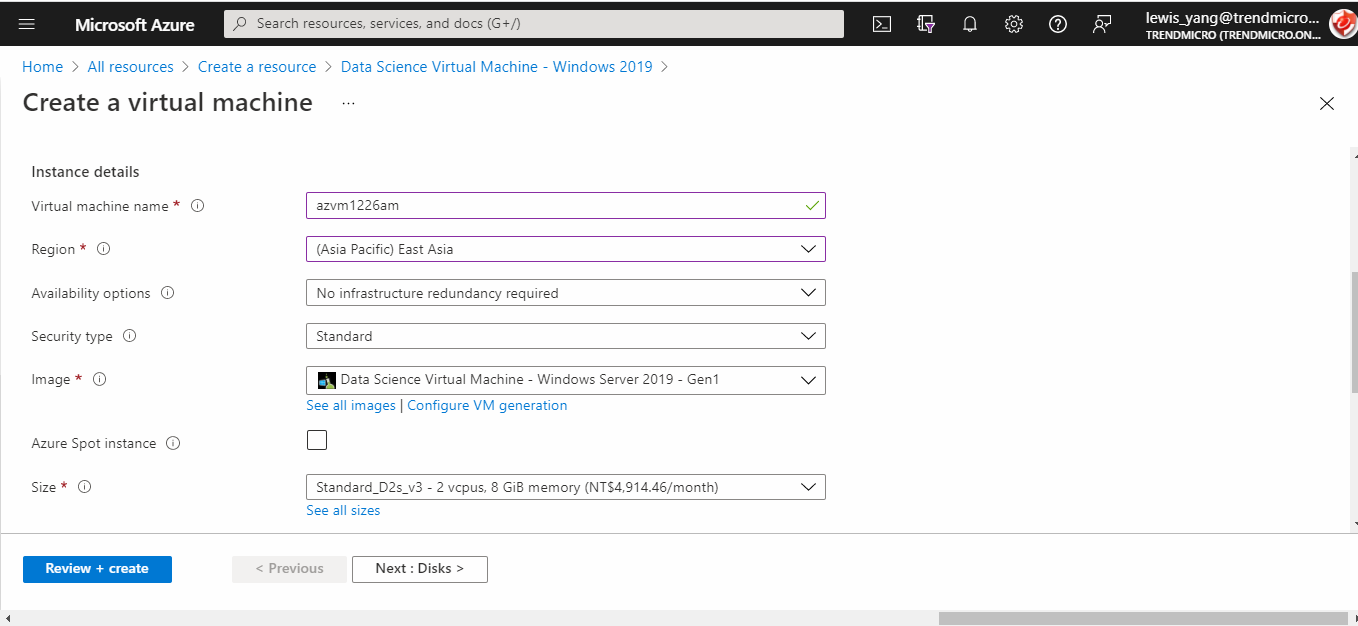 Microsoft Azure
Search resources, services, and docs (G+/)
lewis_yang@trendmicro...
TRENDMICRO (TRENDMICRO.ON...
Home > All resources > Create a resource > Data Science Virtual Machine - Windows 2019 >
Create a virtual machine ...
Instance details
Virtual machine name * azvm1226am
Region * (Asia Pacific) East Asia
Availability options No infrastructure redundancy required
Security type Standard
Image * Data Science Virtual Machine - Windows Server 2019 - Gen1
See all images | Configure VM generation
Azure Spot instance
Size * Standard_D2s_v3 - 2 vcpus, 8 GiB memory (NT$4,914.46/month)
See all sizes
Review + create < Previous Next : Disks >